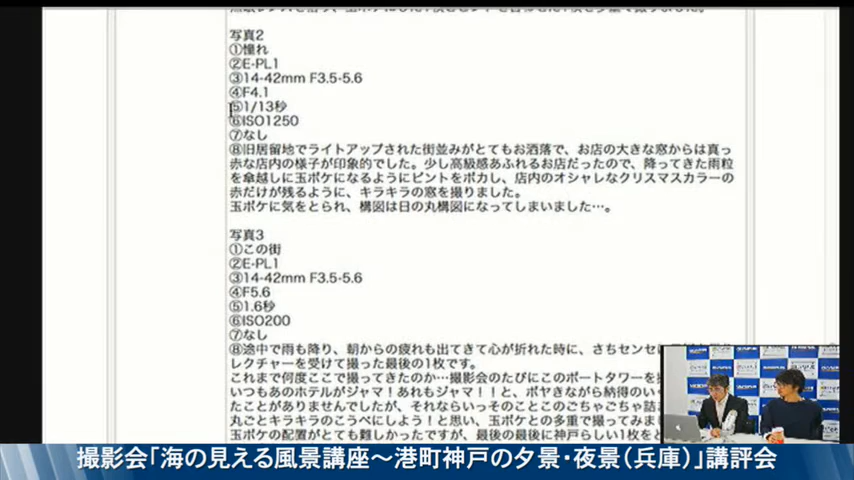 写真2
①憧れ
②E-PL1
③14-42mm F3.5-5.6
④F4.1
⑤1/13秒
⑥ISO1250
⑦なし
⑧旧居留地でライトアップされた街並みがとてもお洒落で、お店の大きな窓からは真っ
赤な店内の様子が印象的でした。少し高級感あふれるお店だったので、降ってきた雨粒
を傘越しに玉ボケになるようにピントをボカし、店内のオシャレなクリスマスカラーの
赤だけが残るように、キラキラの窓を撮りました。
玉ボケに気をとられ、構図は日の丸構図になってしまいました…。
写真3
①この街
②E-PL1
③14-42mm F3.5-5.6
④F5.6
⑤1.6秒
⑥ISO200
⑦なし
⑧途中で雨も降り、朝からの疲れも出てきて心が折れた時に、さちセンセに
レクチャーを受けて撮った最後の1枚です。
これまで何度ここで撮ってきたのか…撮影会のたびにこのポートタワーを
いつもあのホテルがジャマ！あれもジャマ！！と、ボヤきながら納得のい
たことがありませんでしたが、それならいっそのことこのごちゃごちゃ詰
丸ごとキラキラのこうべにしよう！と思い、玉ボケとの多重で撮ってみま
玉ボケの配置がとても難しかったですが、最後の最後に神戸らしい1枚を
撮影会「海の見える風景講座～港町神戸の夕景・夜景（兵庫）」講評会